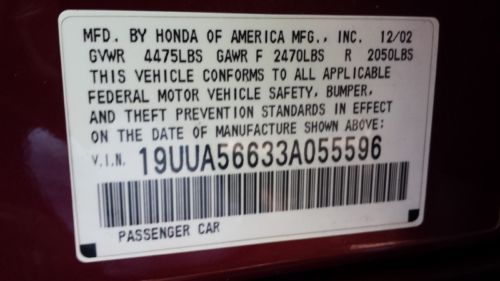 MFD. BY HONDA OF AMERICA MFG., INC. 12/02
GVWR 4475LBS GAWR F 2470LBS R 2050LBS
THIS VEHICLE CONFORMS TO ALL APPLICABLE
FEDERAL MOTOR VEHICLE SAFETY, BUMPER,
AND THEFT PREVENTION STANDARDS IN EFFECT
ON THE DATE OF MANUFACTURE SHOWN ABOVE:
V.I.N. 19UUA56633A055596
PASSENGER CAR